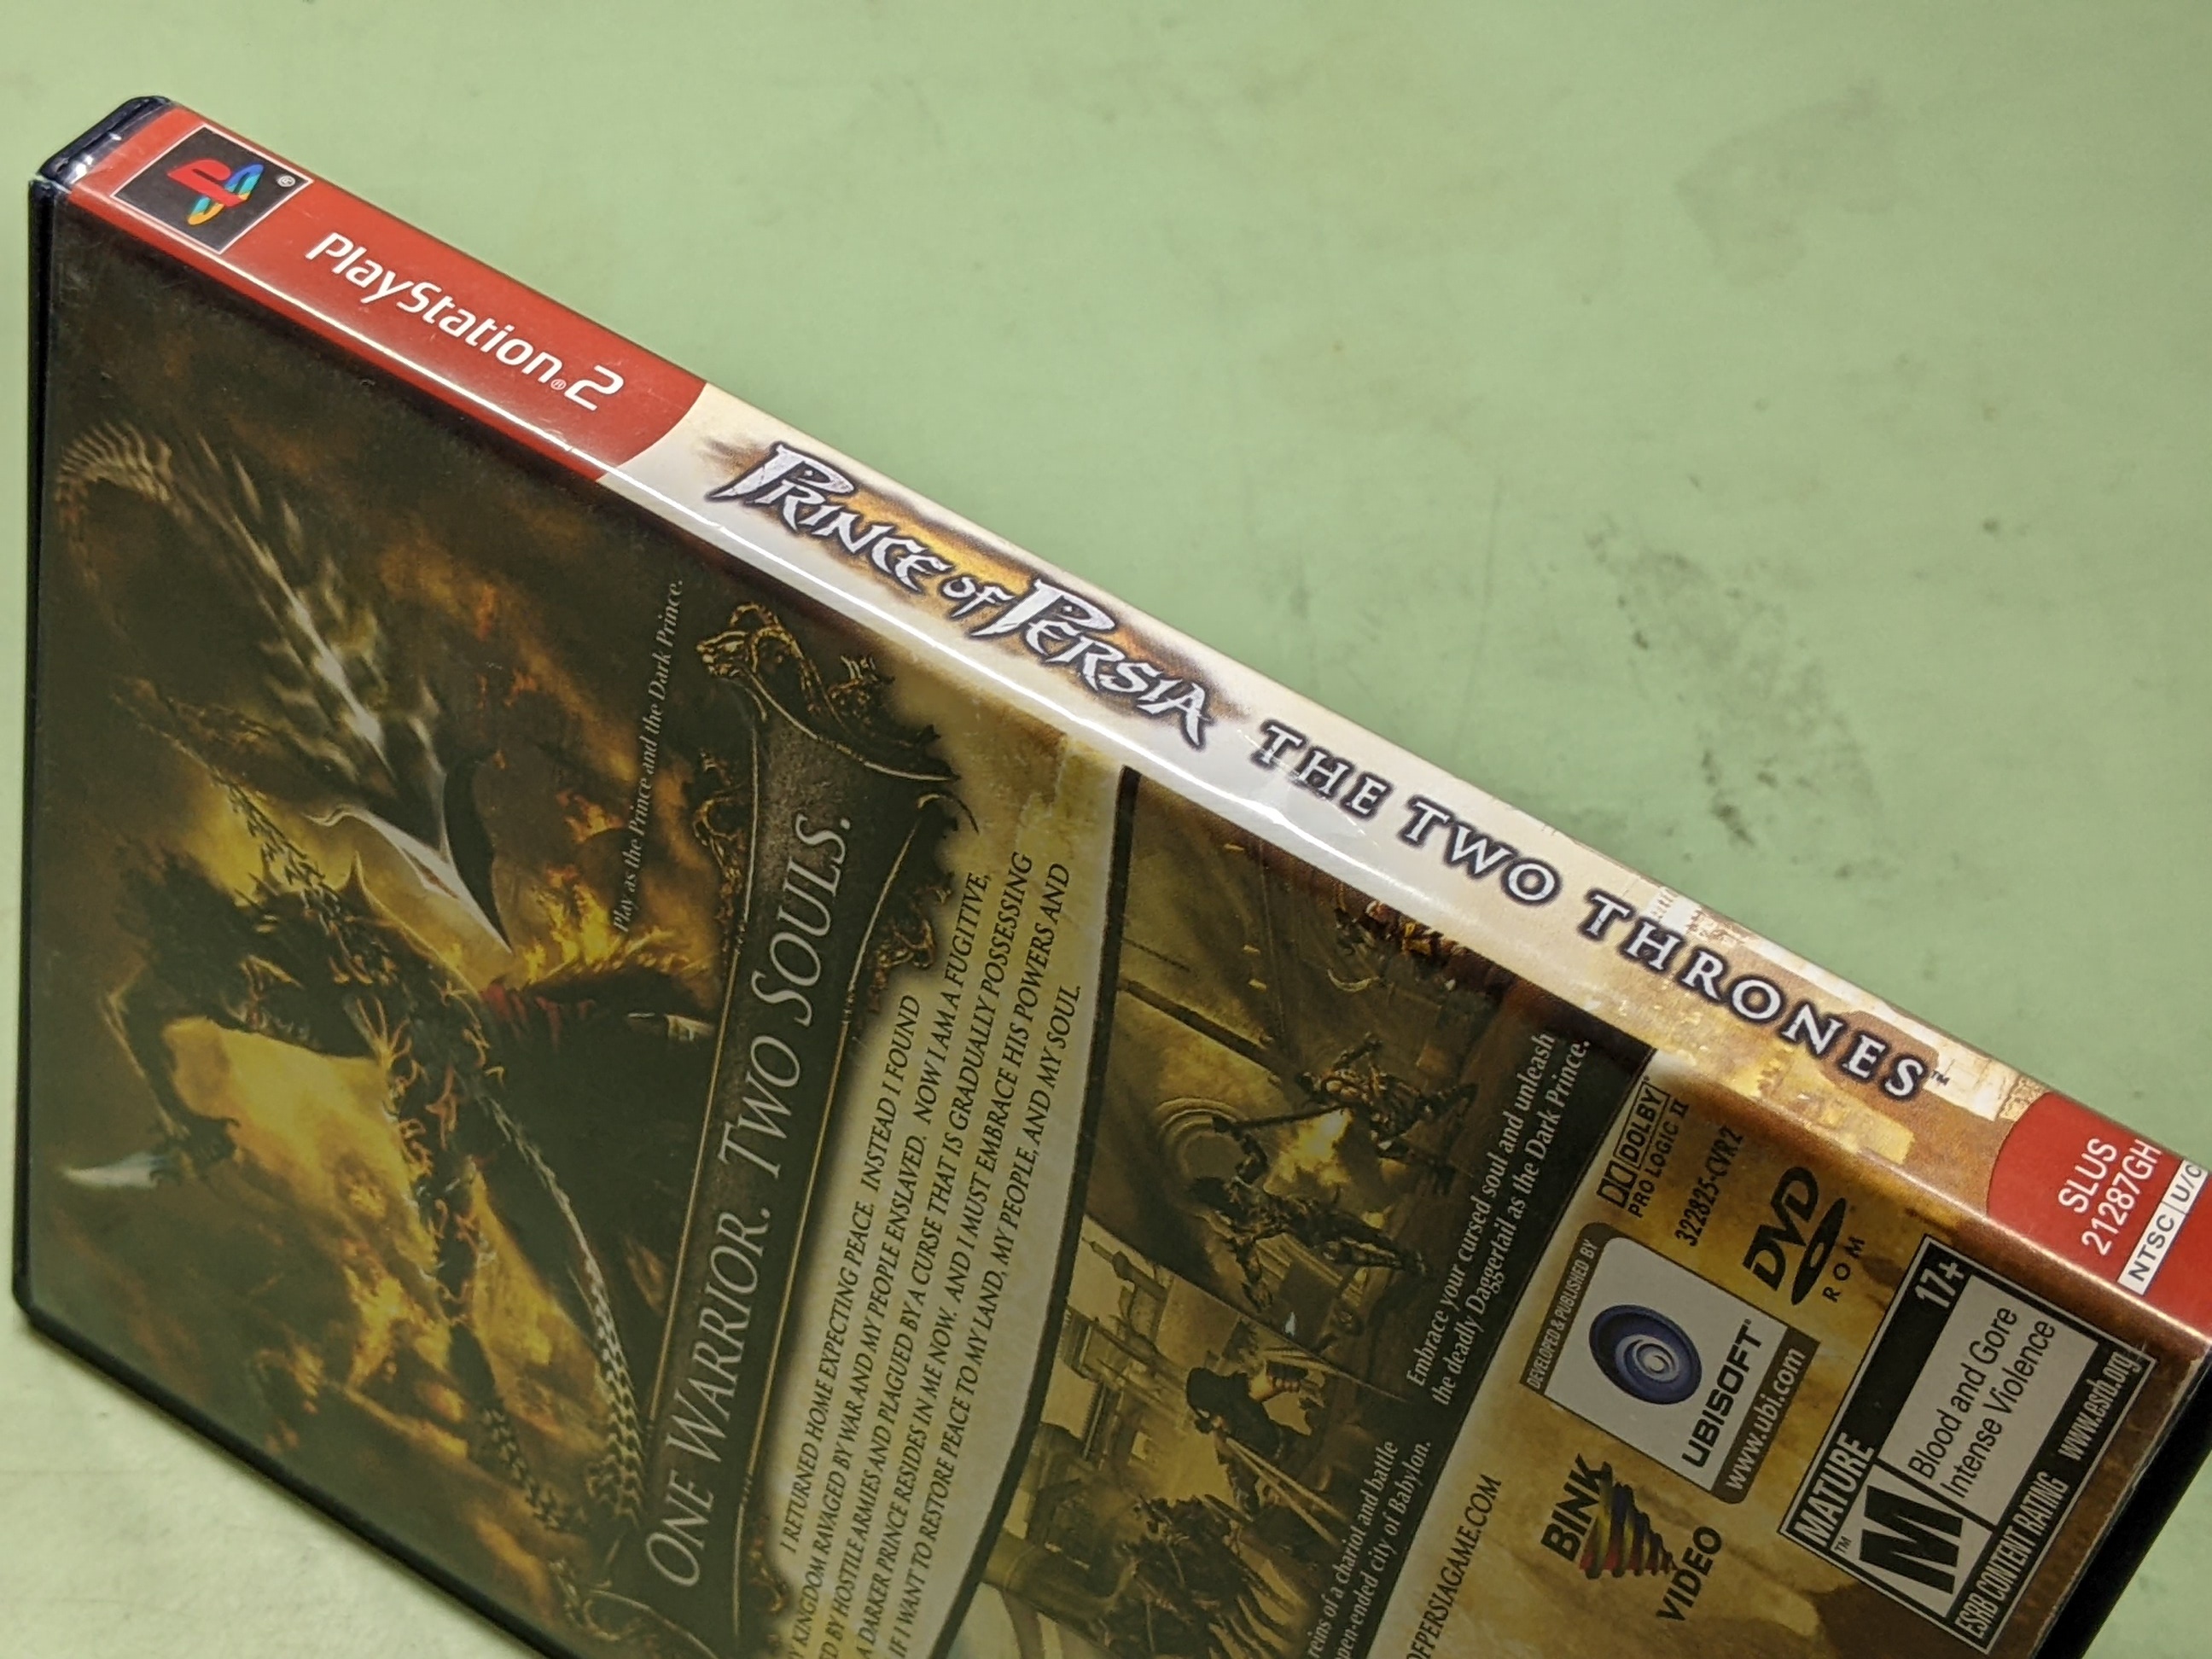 PlayStation®2
PRINCE OF PERSIA THE TWO THRONES™
SLUS
21287GH
NTSC U/C
Play as the Prince and the Dark Prince.
ONE WARRIOR. TWO SOULS.
I RETURNED HOME EXPECTING PEACE. INSTEAD I FOUND
KINGDOM RAVAGED BY WAR AND MY PEOPLE ENSLAVED. NOW I AM A FUGITIVE,
BY HOSTILE ARMIES AND PLAGUED BY A CURSE THAT IS GRADUALLY POSSESSING
A DARKER PRINCE RESIDES IN ME NOW. AND I MUST EMBRACE HIS POWERS AND
IF I WANT TO RESTORE PEACE TO MY LAND, MY PEOPLE, AND MY SOUL.
Embrace your cursed soul and unleash
the deadly Daggertail as the Dark Prince.
reins of a chariot and battle
open-ended city of Babylon.
OFPERSIAGAME.COM
DOLBY
PRO LOGIC II
322825-CVRZ
DVD
ROM
DEVELOPED & PUBLISHED BY
UBISOFT®
www.ubi.com
BINK
VIDEO
MATURE 17+
M™
Blood and Gore
Intense Violence
ESRB CONTENT RATING www.esrb.org